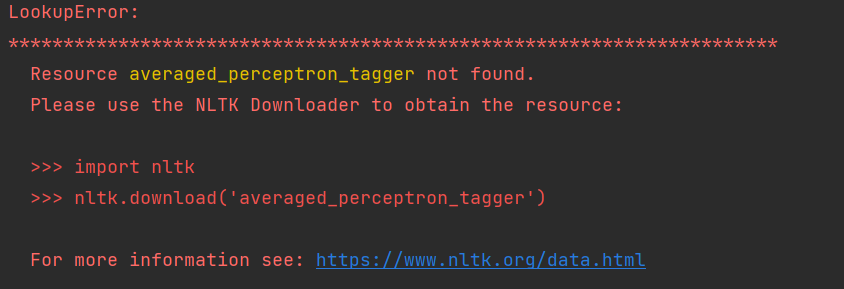 LookupError:
**********************************************************************
Resource averaged_perceptron_tagger not found.
Please use the NLTK Downloader to obtain the resource:
>>> import nltk
>>> nltk.download('averaged_perceptron_tagger')
For more information see: https://www.nltk.org/data.html